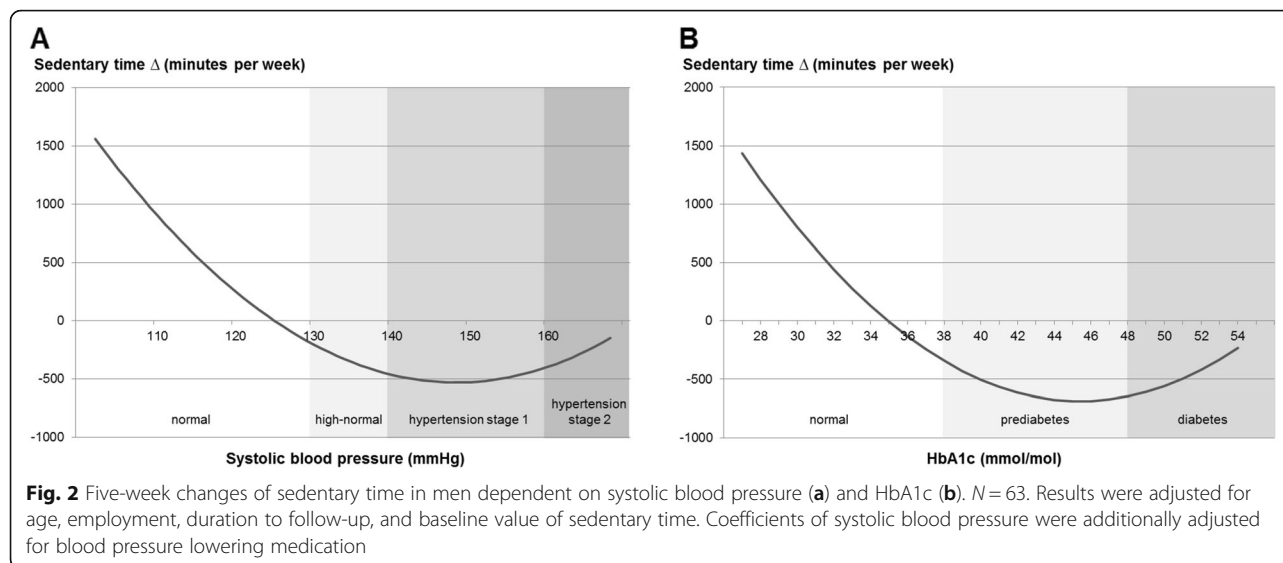 A
Sedentary time Δ (minutes per week)
2000
1500
1000
500
0
-500
-1000
110 120 130 140 150 160
normal high-normal hypertension stage 1 hypertension stage 2
Systolic blood pressure (mmHg)
B
Sedentary time Δ (minutes per week)
2000
1500
1000
500
0
-500
-1000
28 30 32 34 36 38 40 42 44 46 48 50 52 54
normal prediabetes diabetes
HbA1c (mmol/mol)
Fig. 2 Five-week changes of sedentary time in men dependent on systolic blood pressure (a) and HbA1c (b). N = 63. Results were adjusted for
age, employment, duration to follow-up, and baseline value of sedentary time. Coefficients of systolic blood pressure were additionally adjusted
for blood pressure lowering medication